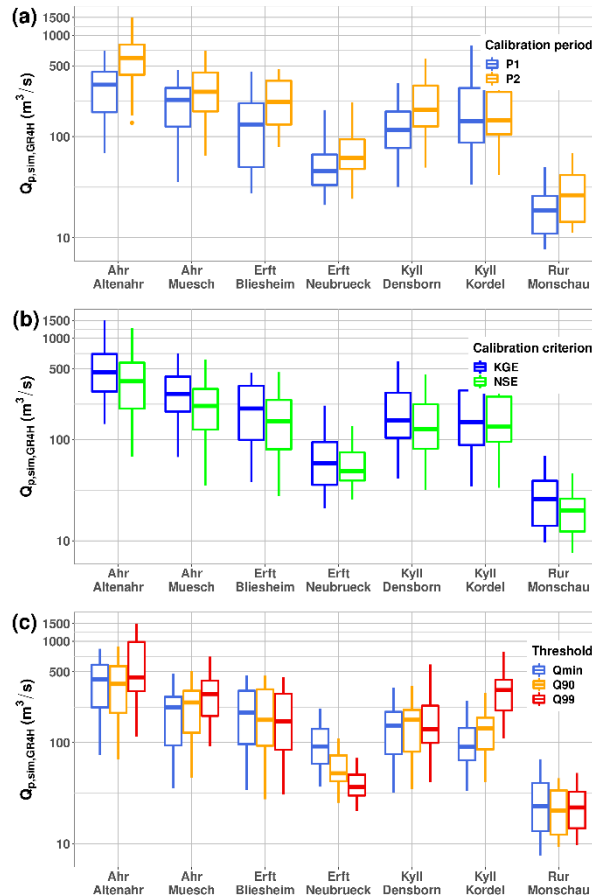 (a)
Calibration period
P1
P2
Qp,sim,GR4H (m³/s)
1500
1000
500
100
10
Ahr Ahr Erft Erft Kyll Kyll Rur
Altenahr Muesch Bliesheim Neubrueck Densborn Kordel Monschau
(b)
Calibration criterion
KGE
NSE
Qp,sim,GR4H (m³/s)
1500
1000
500
100
10
Ahr Ahr Erft Erft Kyll Kyll Rur
Altenahr Muesch Bliesheim Neubrueck Densborn Kordel Monschau
(c)
Threshold
Qmin
Q90
Q99
Qp,sim,GR4H (m³/s)
1500
1000
500
100
10
Ahr Ahr Erft Erft Kyll Kyll Rur
Altenahr Muesch Bliesheim Neubrueck Densborn Kordel Monschau